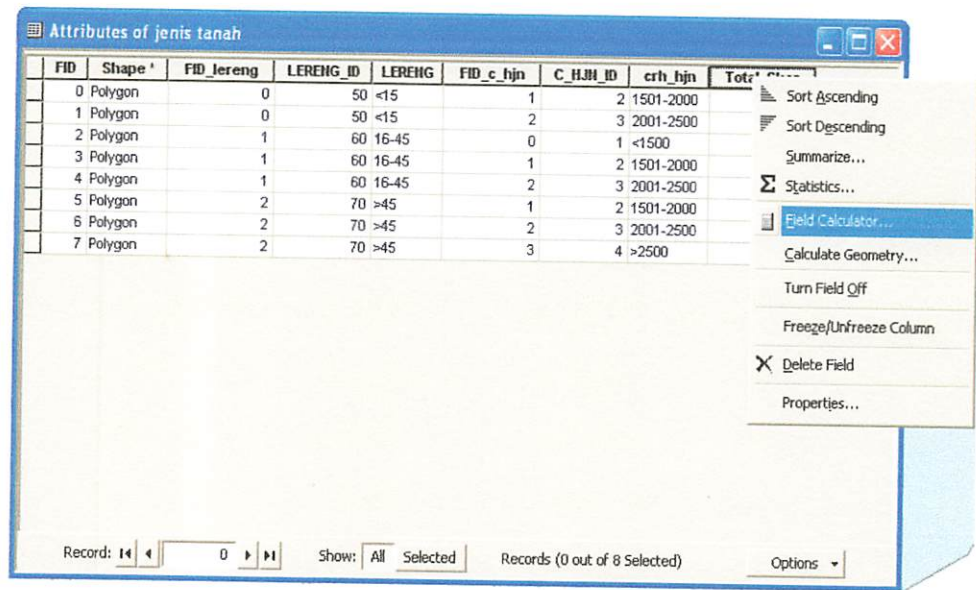 Attributes of jenis tanah
FID Shape * FID_lereng LERENG_ID LERENG FID_c_hjn C_HJN_ID crh_hjn Total
0 Polygon 0 50 <15 1 2 1501-2000
1 Polygon 0 50 <15 2 3 2001-2500
2 Polygon 1 60 16-45 0 1 <1500
3 Polygon 1 60 16-45 1 2 1501-2000
4 Polygon 1 60 16-45 2 3 2001-2500
5 Polygon 2 70 >45 1 2 1501-2000
6 Polygon 2 70 >45 2 3 2001-2500
7 Polygon 2 70 >45 3 4 >2500
Sort Ascending
Sort Descending
Summarize...
Σ Statistics...
Field Calculator...
Calculate Geometry...
Turn Field Off
Freeze/Unfreeze Column
Delete Field
Properties...
Record: 0 Show: All Selected Records (0 out of 8 Selected) Options